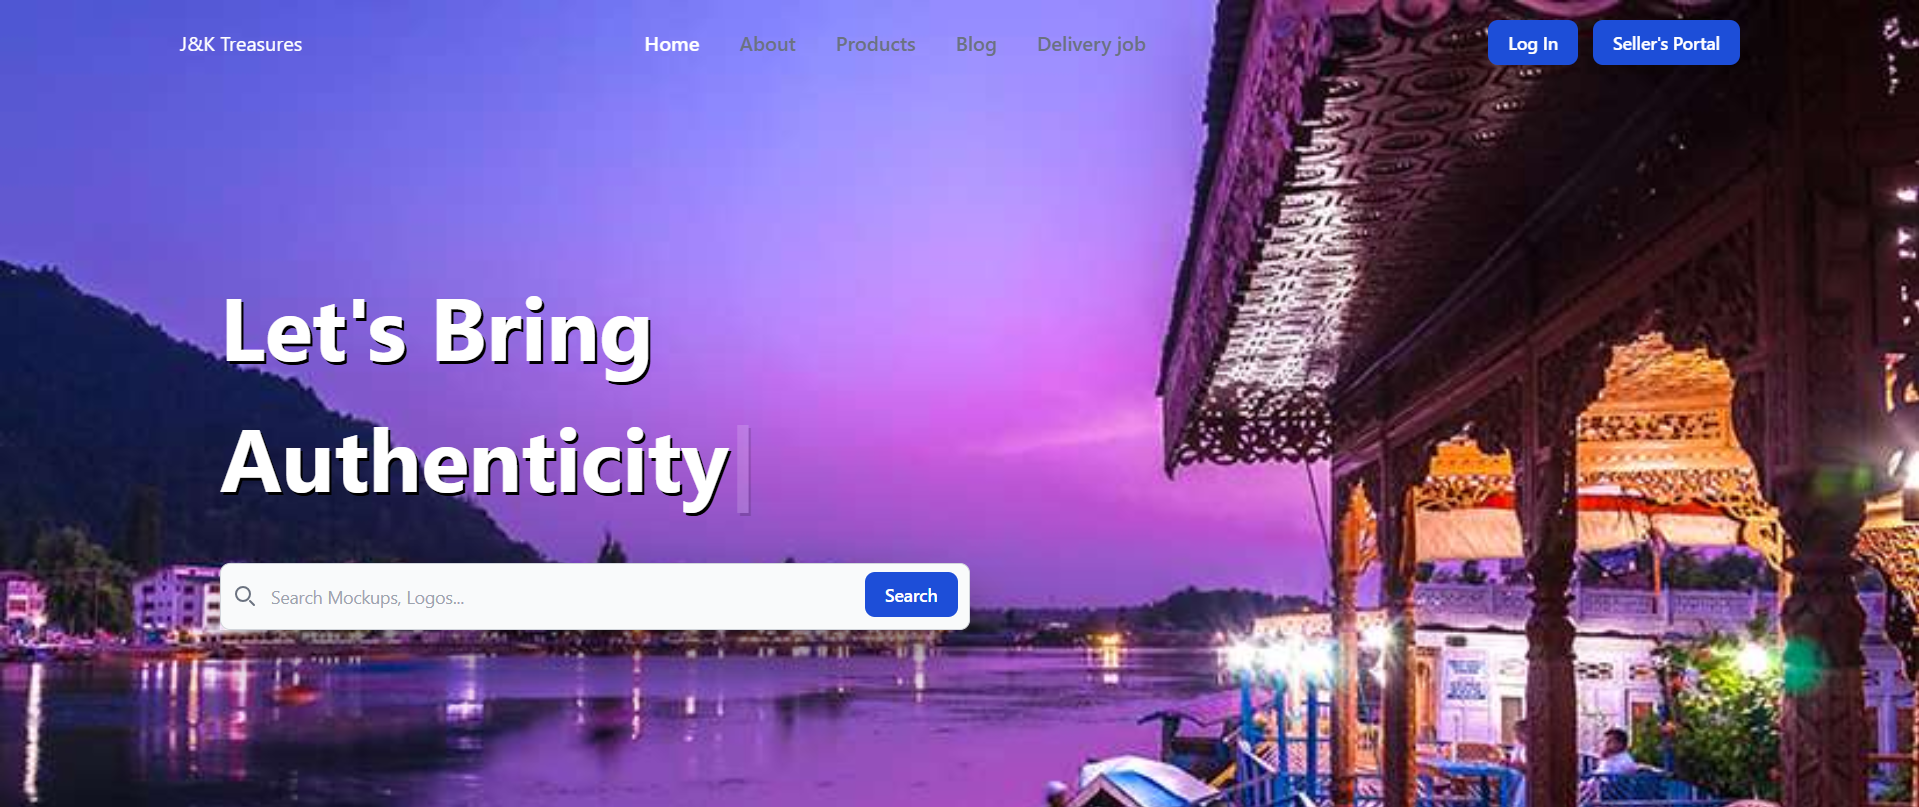 J&K Treasures
Home About Products Blog Delivery job
Log In Seller's Portal
Let's Bring
Authenticity
Search Mockups, Logos... Search